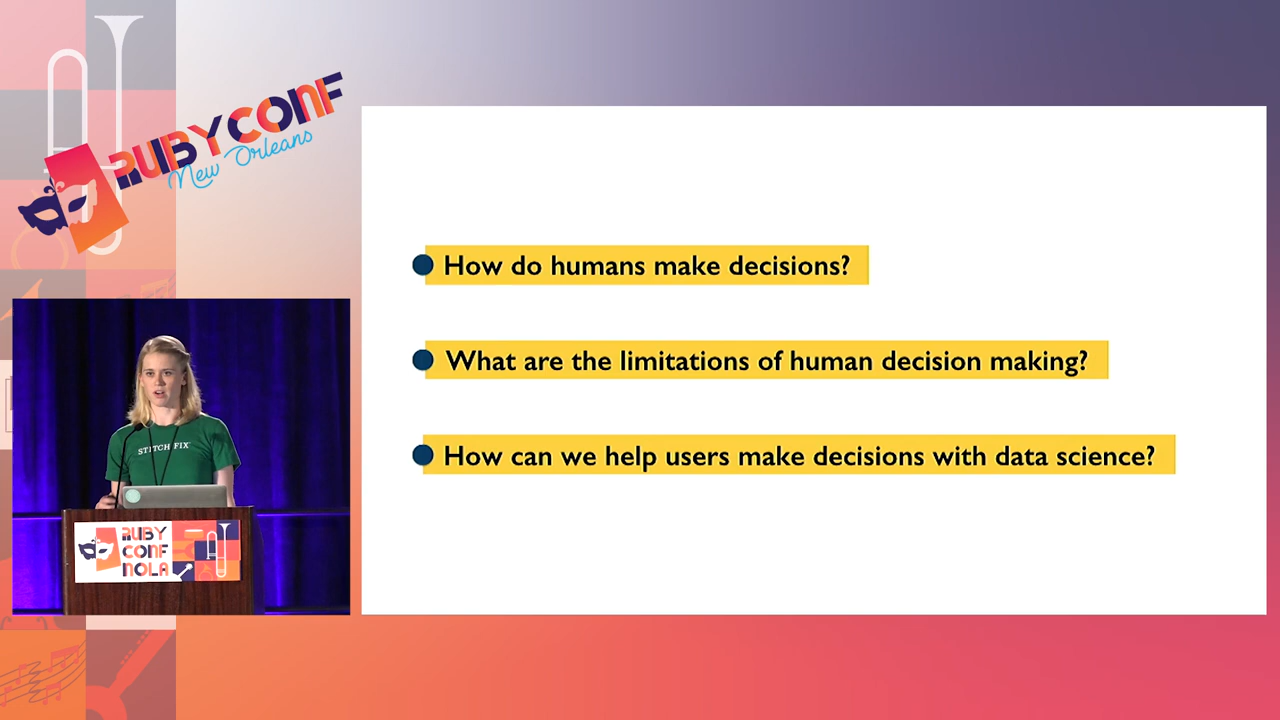 RUBYCONF
New Orleans
How do humans make decisions?
What are the limitations of human decision making?
How can we help users make decisions with data science?
STITCH FIX
RUBY
CONF
NOLA